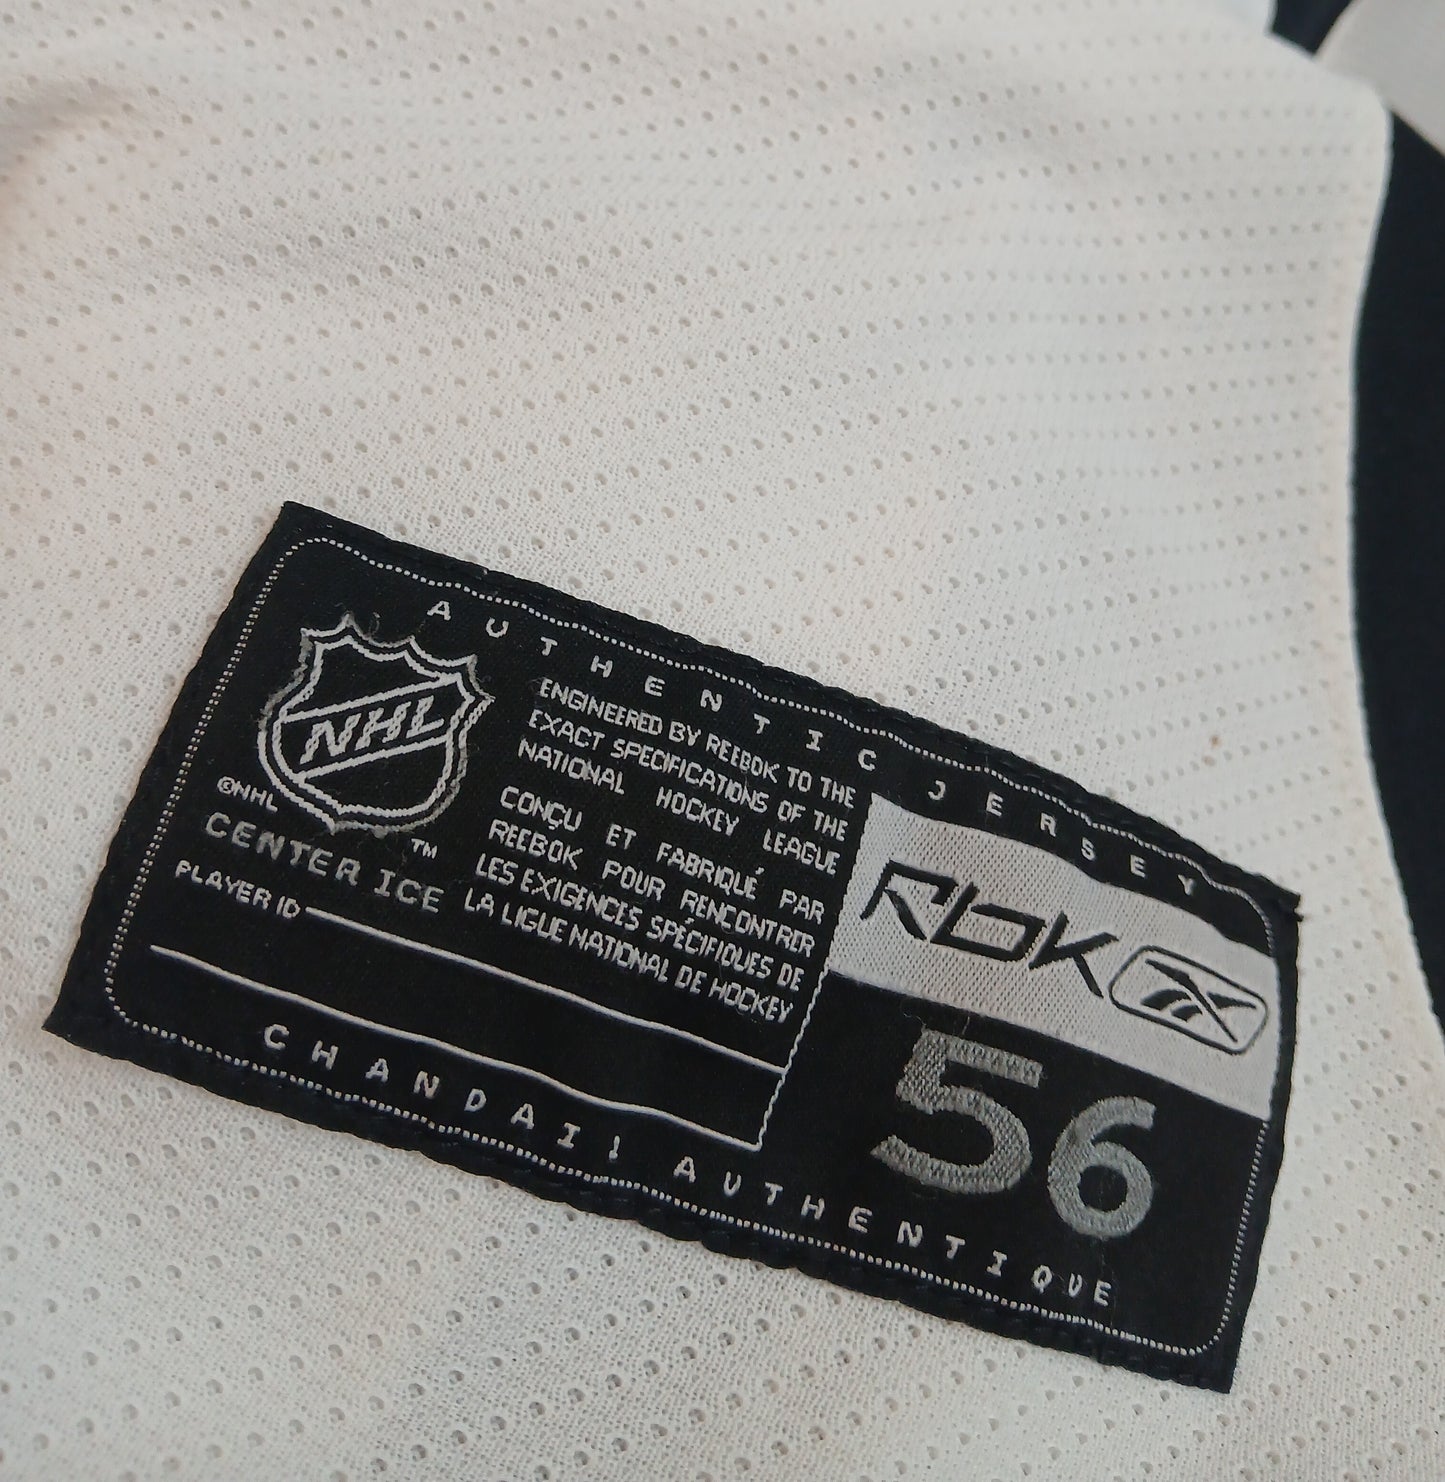 AUTHENTIC JERSEY
NHL
©NHL
™
CENTER ICE
PLAYER ID
ENGINEERED BY REEBOK TO THE
EXACT SPECIFICATIONS OF THE
NATIONAL HOCKEY LEAGUE
CONÇU ET FABRIQUÉ PAR
REEBOK POUR RENCONTRER
LES EXIGENCES SPÉCIFIQUES DE
LA LIGUE NATIONAL DE HOCKEY
Rbk
56
CHANDAIL AUTHENTIQUE